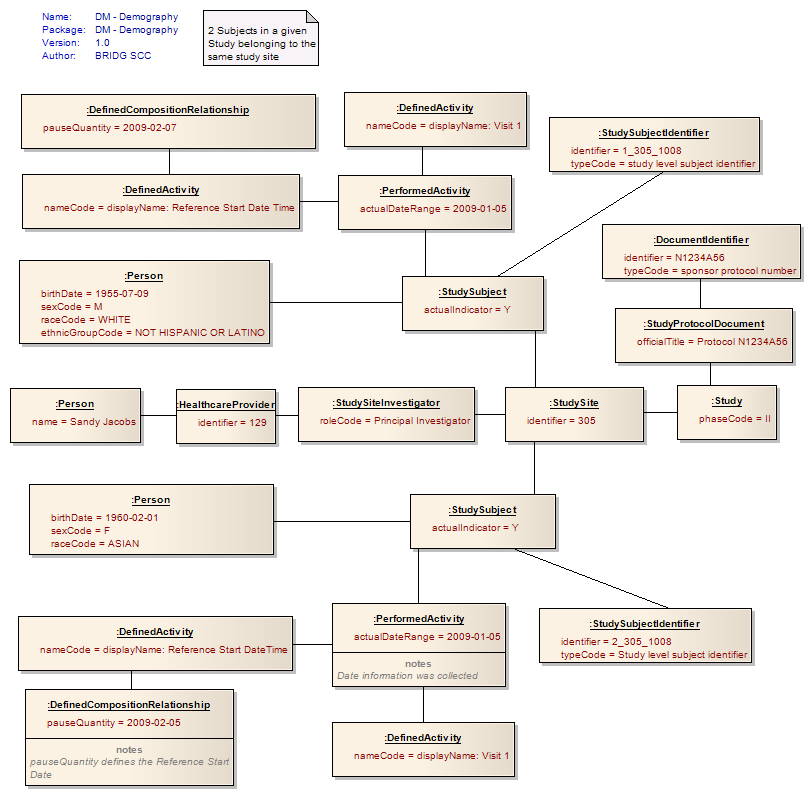 Name: DM - Demography
Package: DM - Demography
Version: 1.0
Author: BRIDG SCC
2 Subjects in a given
Study belonging to the
same study site
:DefinedCompositionRelationship
pauseQuantity = 2009-02-07
:DefinedActivity
nameCode = displayName: Visit 1
:StudySubjectIdentifier
identifier = 1_305_1008
typeCode = study level subject identifier
:DefinedActivity
nameCode = displayName: Reference Start Date Time
:PerformedActivity
actualDateRange = 2009-01-05
:DocumentIdentifier
identifier = N1234A56
typeCode = sponsor protocol number
:Person
birthDate = 1955-07-09
sexCode = M
raceCode = WHITE
ethnicGroupCode = NOT HISPANIC OR LATINO
:StudySubject
actualIndicator = Y
:StudyProtocolDocument
officialTitle = Protocol N1234A56
:Person
name = Sandy Jacobs
:HealthcareProvider
identifier = 129
:StudySiteInvestigator
roleCode = Principal Investigator
:StudySite
identifier = 305
:Study
phaseCode = II
:Person
birthDate = 1960-02-01
sexCode = F
raceCode = ASIAN
:StudySubject
actualIndicator = Y
:DefinedActivity
nameCode = displayName: Reference Start DateTime
:PerformedActivity
actualDateRange = 2009-01-05
notes
Date information was collected
:StudySubjectIdentifier
identifier = 2_305_1008
typeCode = Study level subject identifier
:DefinedCompositionRelationship
pauseQuantity = 2009-02-05
notes
pauseQuantity defines the Reference Start
Date
:DefinedActivity
nameCode = displayName: Visit 1